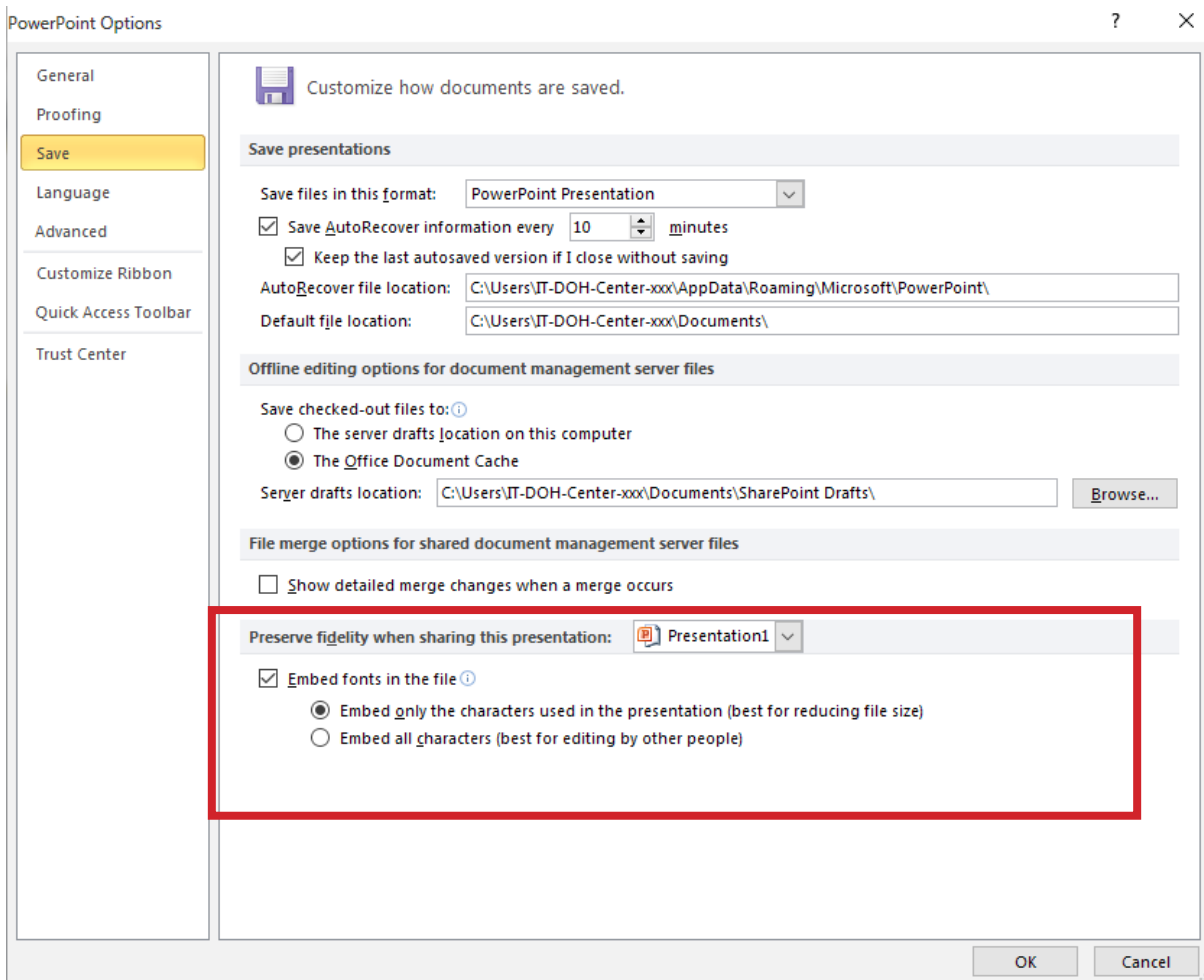 PowerPoint Options
General
Proofing
Save
Language
Advanced
Customize Ribbon
Quick Access Toolbar
Trust Center
Customize how documents are saved.
Save presentations
Save files in this format: PowerPoint Presentation
Save AutoRecover information every 10 minutes
Keep the last autosaved version if I close without saving
AutoRecover file location: C:\Users\IT-DOH-Center-xxx\AppData\Roaming\Microsoft\PowerPoint\
Default file location: C:\Users\IT-DOH-Center-xxx\Documents\
Offline editing options for document management server files
Save checked-out files to:
The server drafts location on this computer
The Office Document Cache
Server drafts location: C:\Users\IT-DOH-Center-xxx\Documents\SharePoint Drafts\ Browse...
File merge options for shared document management server files
Show detailed merge changes when a merge occurs
Preserve fidelity when sharing this presentation: Presentation1
Embed fonts in the file
Embed only the characters used in the presentation (best for reducing file size)
Embed all characters (best for editing by other people)
OK Cancel